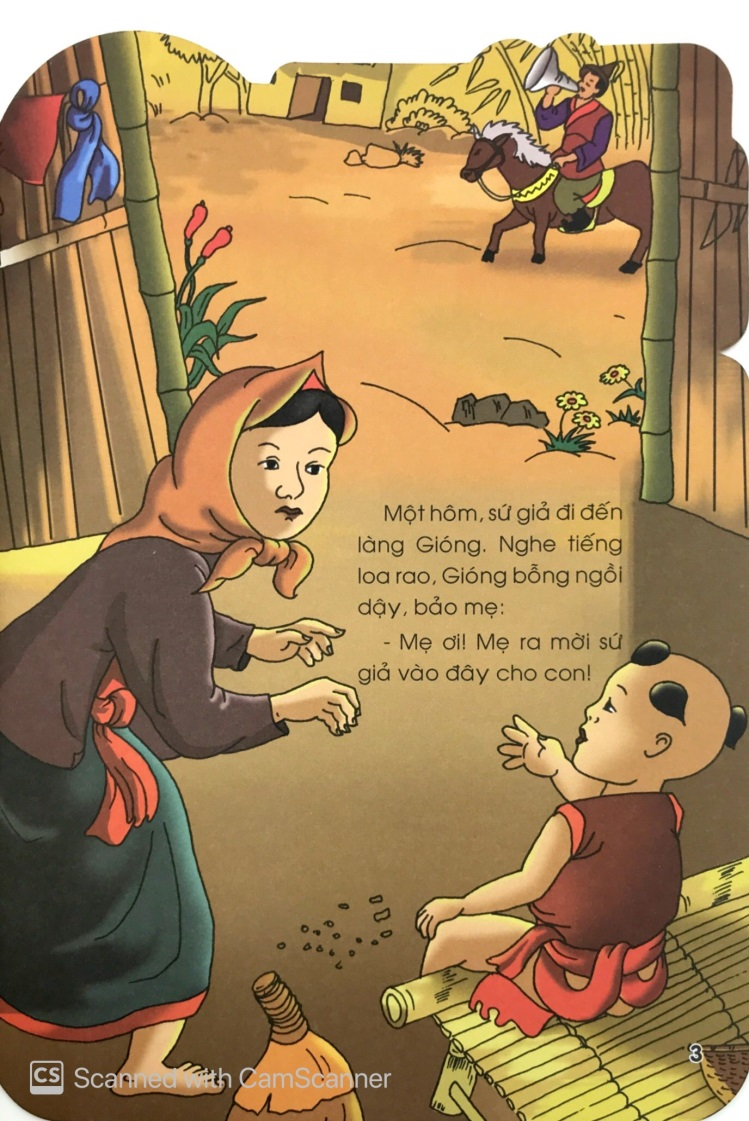 Một hôm, sứ giả đi đến
làng Gióng. Nghe tiếng
loa rao, Gióng bỗng ngồi
dậy, bảo mẹ:
- Mẹ ơi! Mẹ ra mời sứ
giả vào đây cho con!
3
CS Scanned with CamScanner